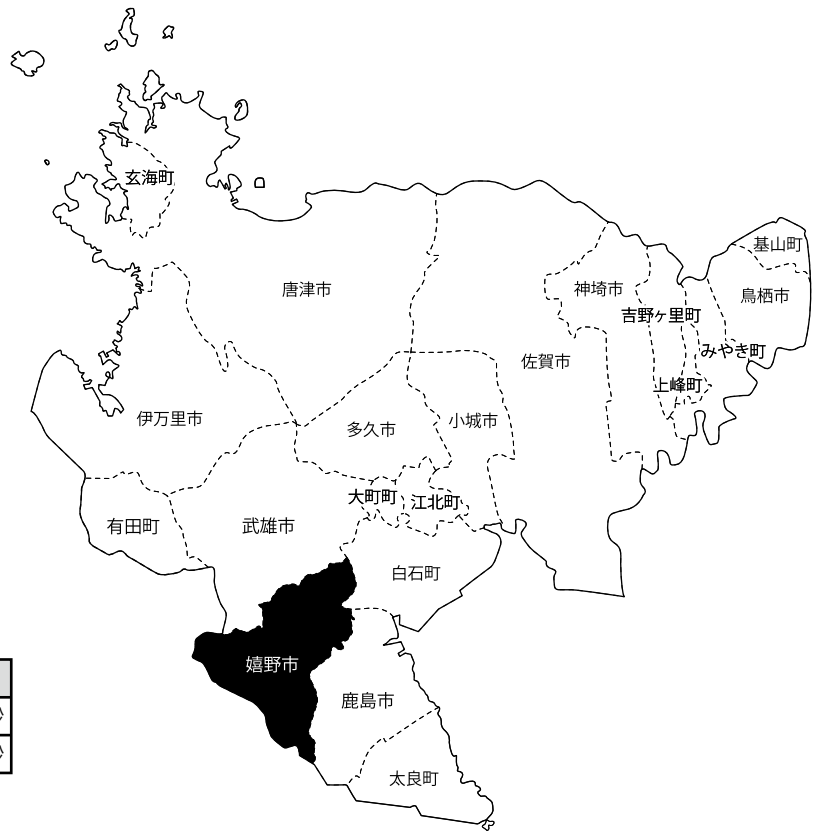 玄海町
基山町
唐津市
神埼市
鳥栖市
吉野ヶ里町
みやき町
佐賀市
上峰町
伊万里市
多久市
小城市
大町町
江北町
有田町
武雄市
白石町
嬉野市
鹿島市
太良町